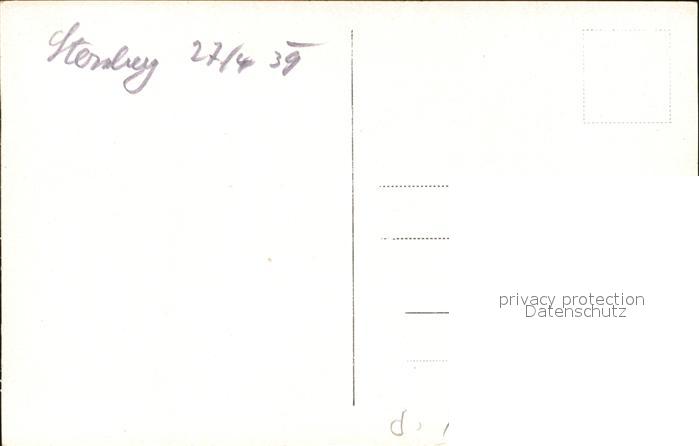 Sternberg 27/4 39
privacy protection
Datenschutz